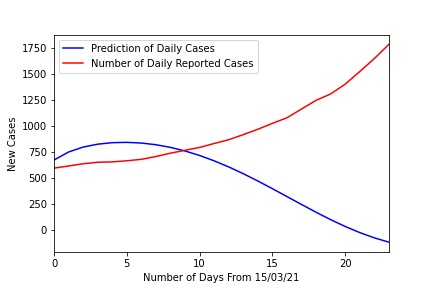 Prediction of Daily Cases
Number of Daily Reported Cases
New Cases
1750
1500
1250
1000
750
500
250
0
0 5 10 15 20
Number of Days From 15/03/21